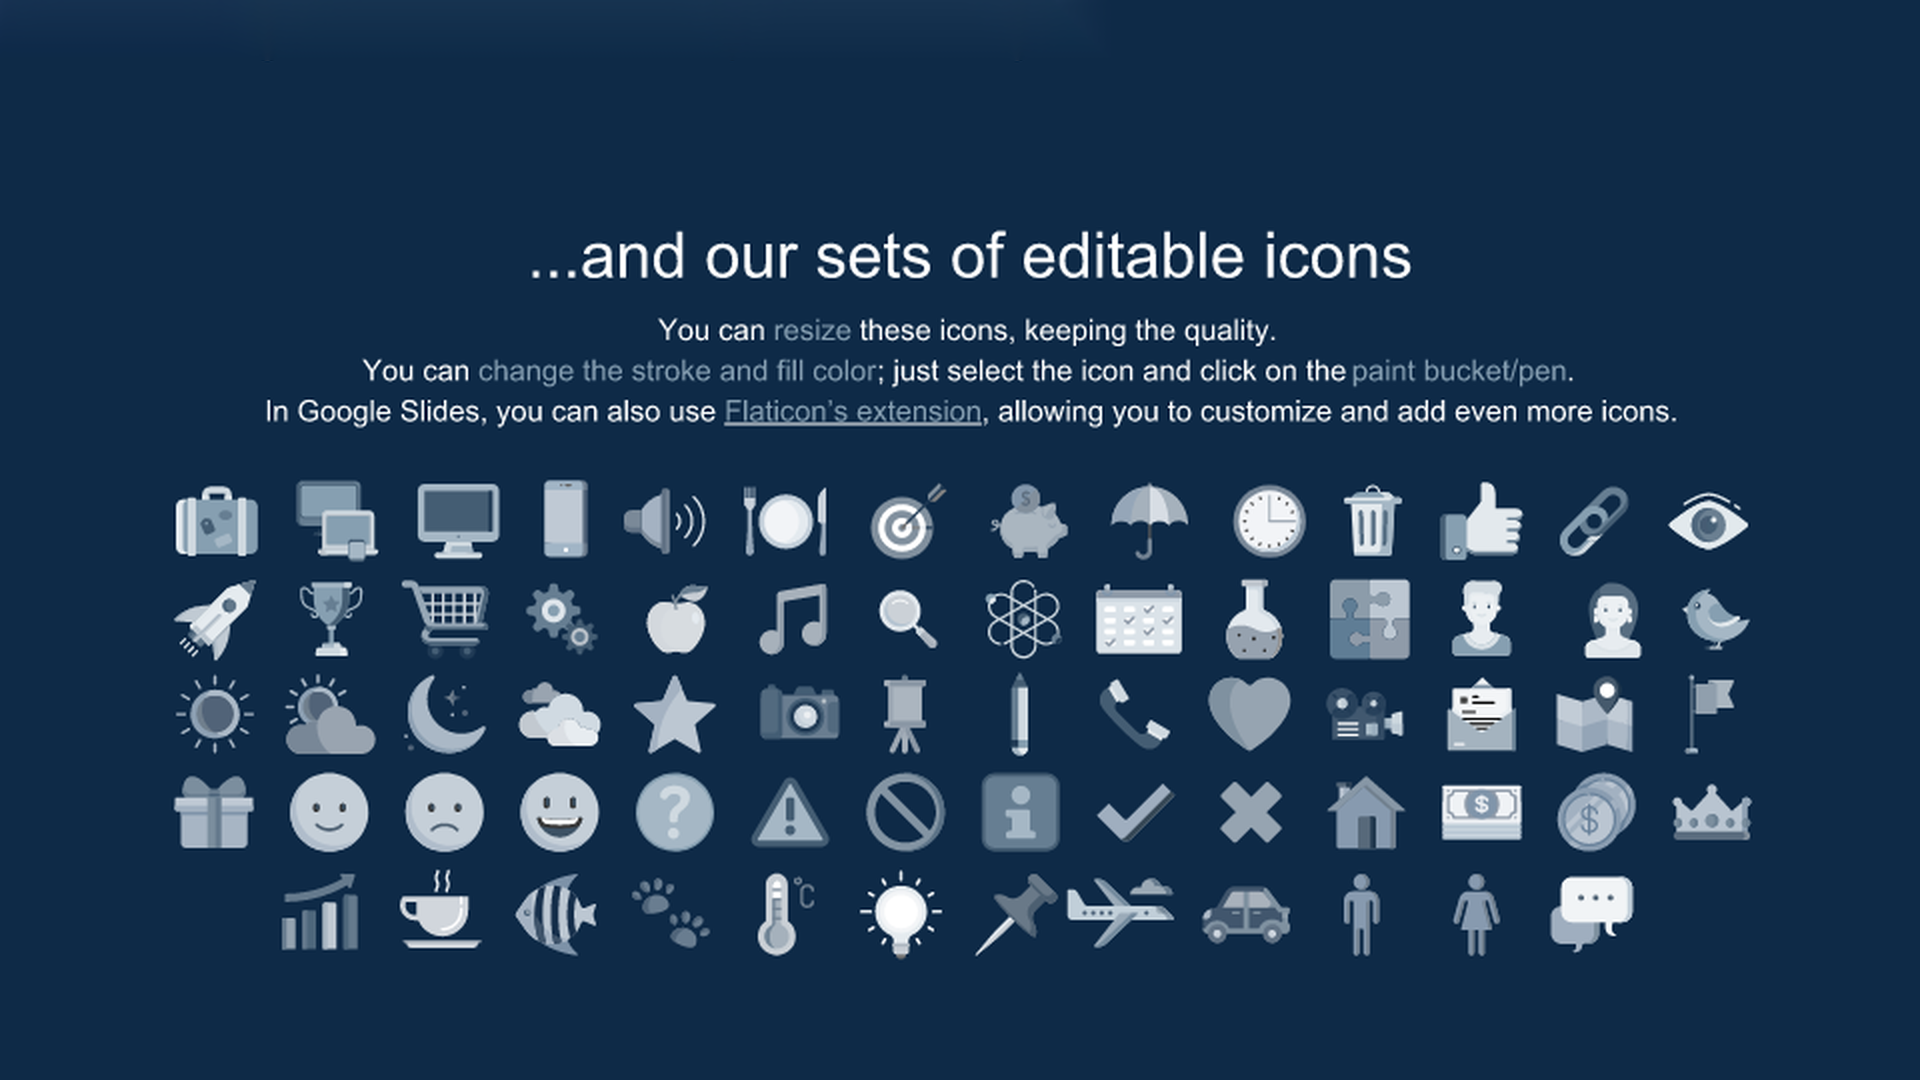 ...and our sets of editable icons
You can resize these icons, keeping the quality.
You can change the stroke and fill color; just select the icon and click on the paint bucket/pen.
In Google Slides, you can also use Flaticon’s extension, allowing you to customize and add even more icons.
$
?
$
$
°C